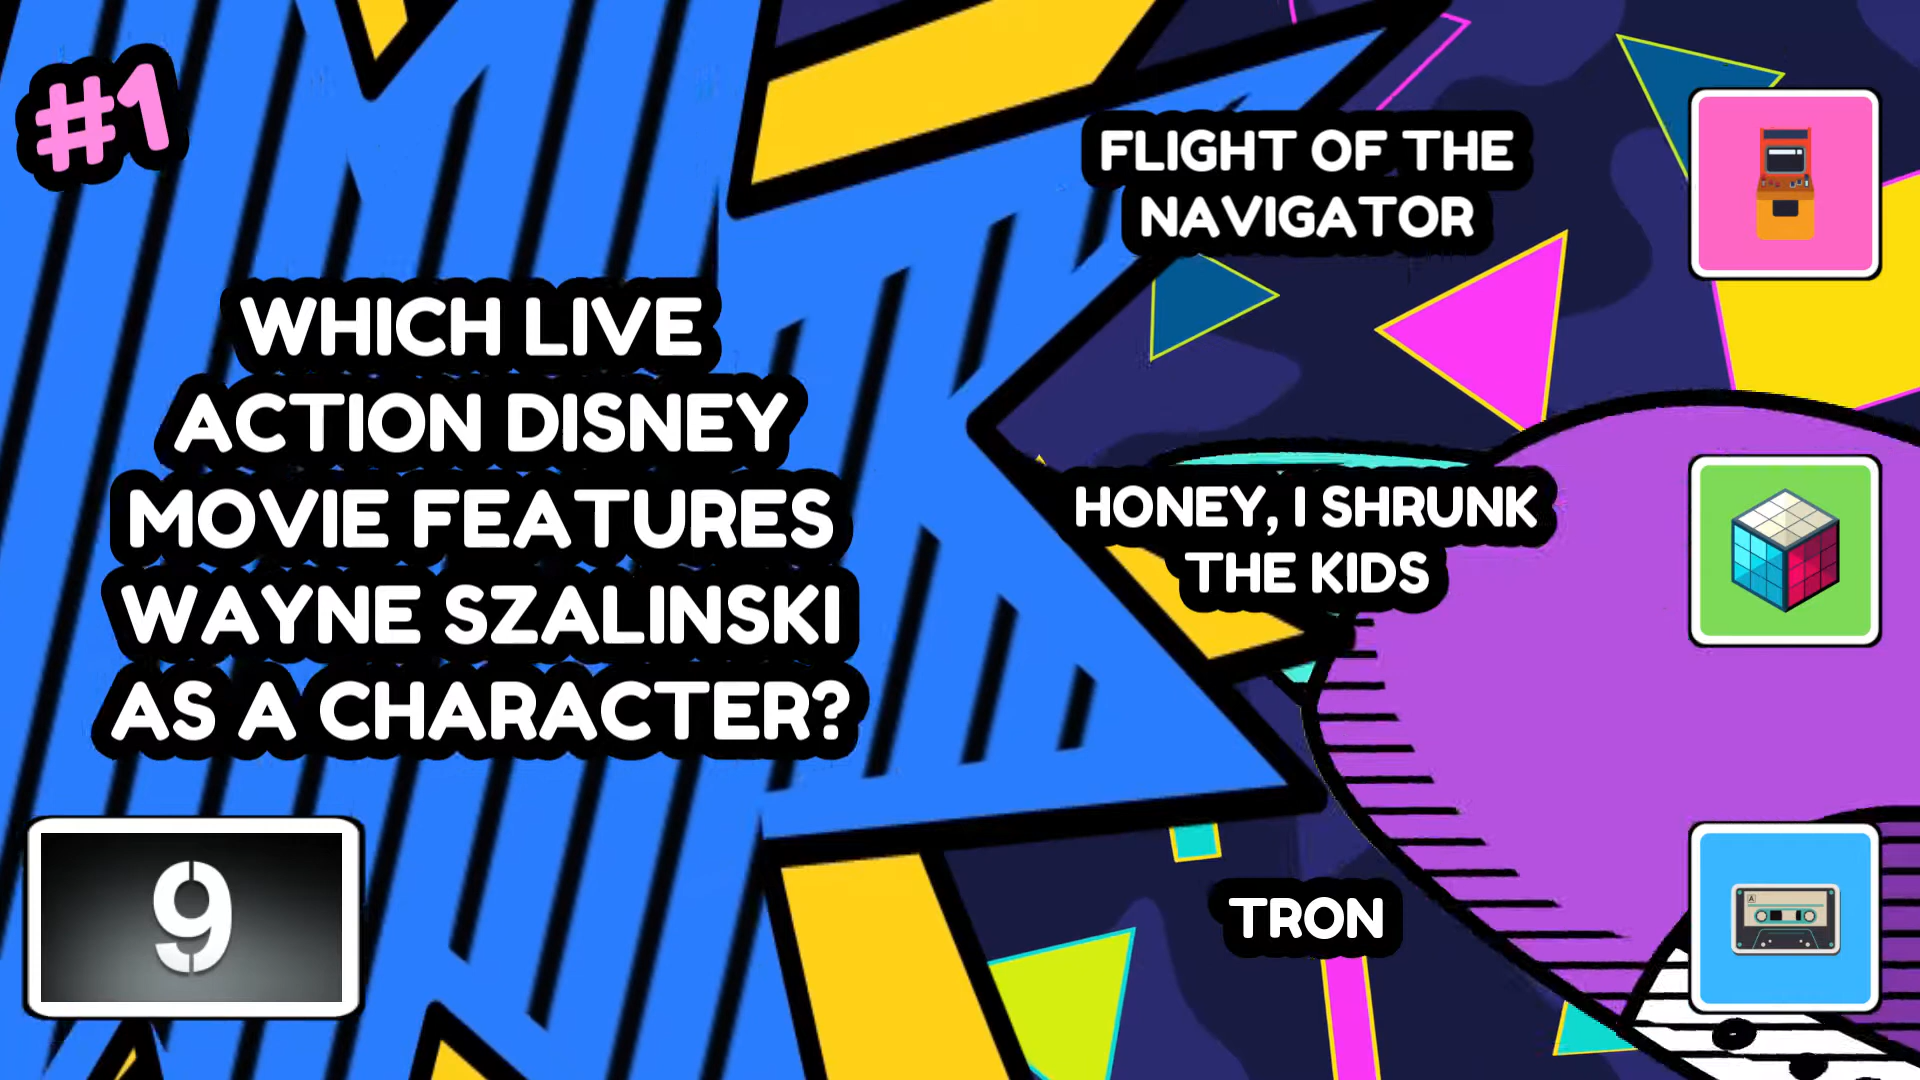 #1
WHICH LIVE
ACTION DISNEY
MOVIE FEATURES
WAYNE SZALINSKI
AS A CHARACTER?
9
FLIGHT OF THE
NAVIGATOR
HONEY, I SHRUNK
THE KIDS
TRON